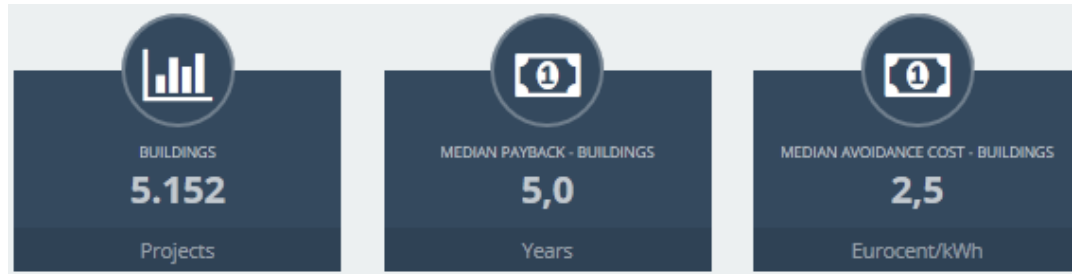 BUILDINGS
5.152
Projects
MEDIAN PAYBACK - BUILDINGS
5,0
Years
MEDIAN AVOIDANCE COST - BUILDINGS
2,5
Eurocent/kWh